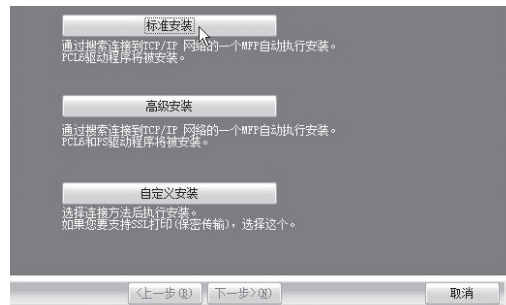 标准安装
通过搜索连接到TCP/IP 网络的一个MFP自动执行安装。
PCL6驱动程序将被安装。
高级安装
通过搜索连接到TCP/IP 网络的一个MFP自动执行安装。
PCL6和PS驱动程序将被安装。
自定义安装
选择连接方法后执行安装。
如果您要支持SSL打印(保密传输)，选择这个。
<上一步(B) 下一步>(N) 取消